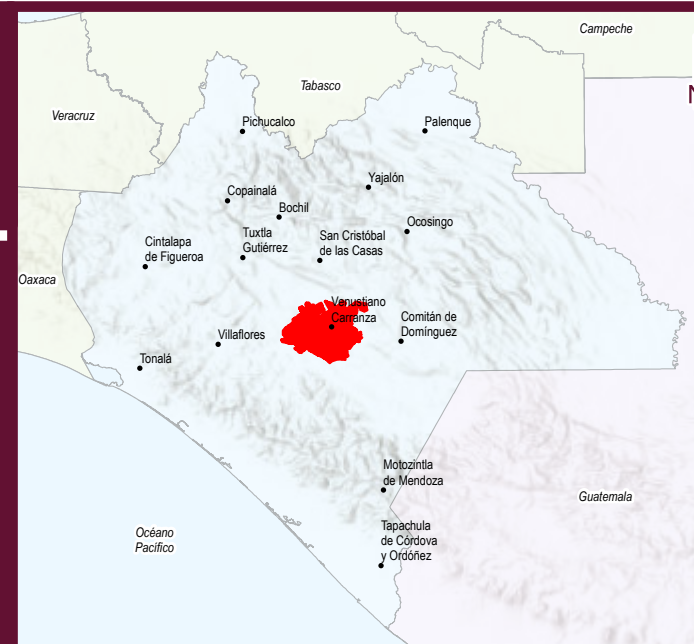 Campeche
Tabasco
Veracruz
Pichucalco
Palenque
Yajalón
Copainalá
Bochil
Ocosingo
Tuxtla
Gutiérrez
San Cristóbal
de las Casas
Cintalapa
de Figueroa
Oaxaca
Venustiano
Carranza
Comitán de
Domínguez
Villaflores
Tonalá
Motozintla
de Mendoza
Guatemala
Océano
Pacífico
Tapachula
de Córdova
y Ordóñez